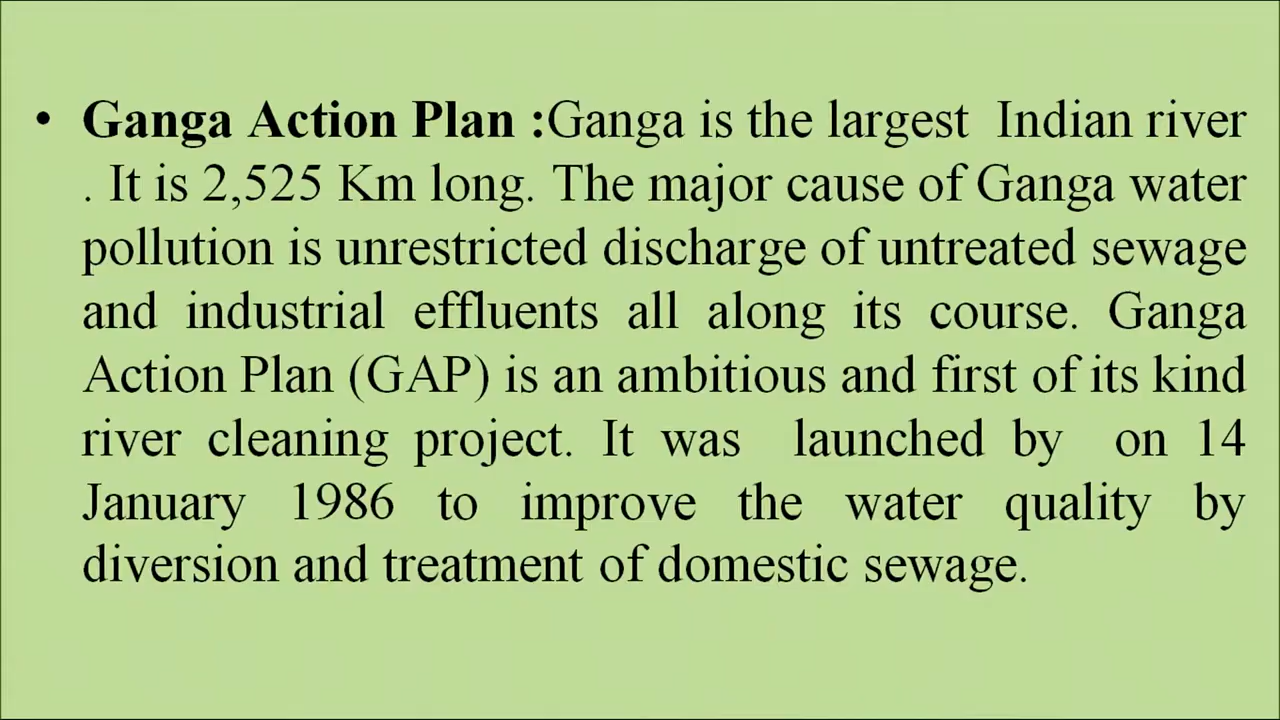 • Ganga Action Plan :Ganga is the largest  Indian river
. It is 2,525 Km long. The major cause of Ganga water
pollution is unrestricted discharge of untreated sewage
and industrial effluents all along its course. Ganga
Action Plan (GAP) is an ambitious and first of its kind
river cleaning project. It was  launched by  on 14
January 1986 to improve the water quality by
diversion and treatment of domestic sewage.